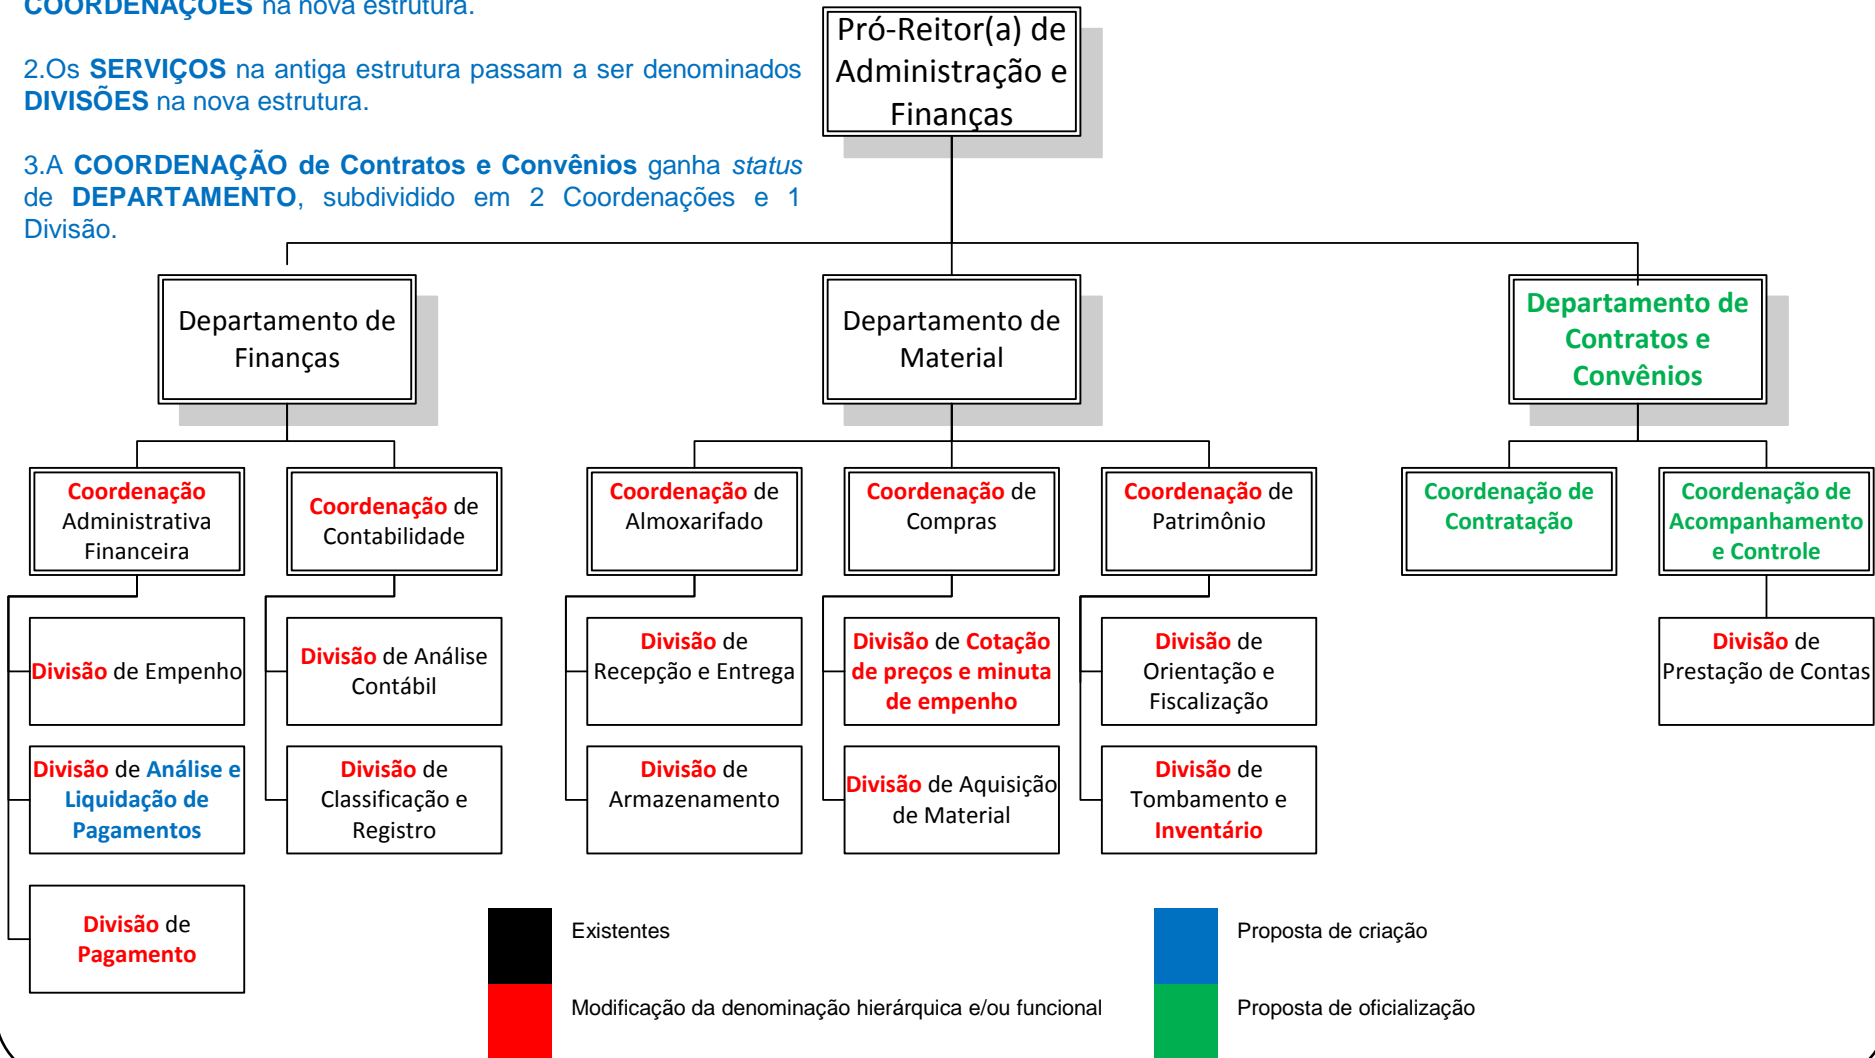 COORDENAÇÕES na nova estrutura.
2.Os SERVIÇOS na antiga estrutura passam a ser denominados
DIVISÕES na nova estrutura.
3.A COORDENAÇÃO de Contratos e Convênios ganha status
de DEPARTAMENTO, subdividido em 2 Coordenações e 1
Divisão.
Pró-Reitor(a) de
Administração e
Finanças
Departamento de
Finanças
Departamento de
Material
Departamento de
Contratos e
Convênios
Coordenação
Administrativa
Financeira
Coordenação de
Contabilidade
Coordenação de
Almoxarifado
Coordenação de
Compras
Coordenação de
Patrimônio
Coordenação de
Contratação
Coordenação de
Acompanhamento
e Controle
Divisão de Empenho
Divisão de Análise
Contábil
Divisão de
Recepção e Entrega
Divisão de Cotação
de preços e minuta
de empenho
Divisão de
Orientação e
Fiscalização
Divisão de
Prestação de Contas
Divisão de Análise e
Liquidação de
Pagamentos
Divisão de
Classificação e
Registro
Divisão de
Armazenamento
Divisão de Aquisição
de Material
Divisão de
Tombamento e
Inventário
Divisão de
Pagamento
Existentes
Proposta de criação
Modificação da denominação hierárquica e/ou funcional
Proposta de oficialização